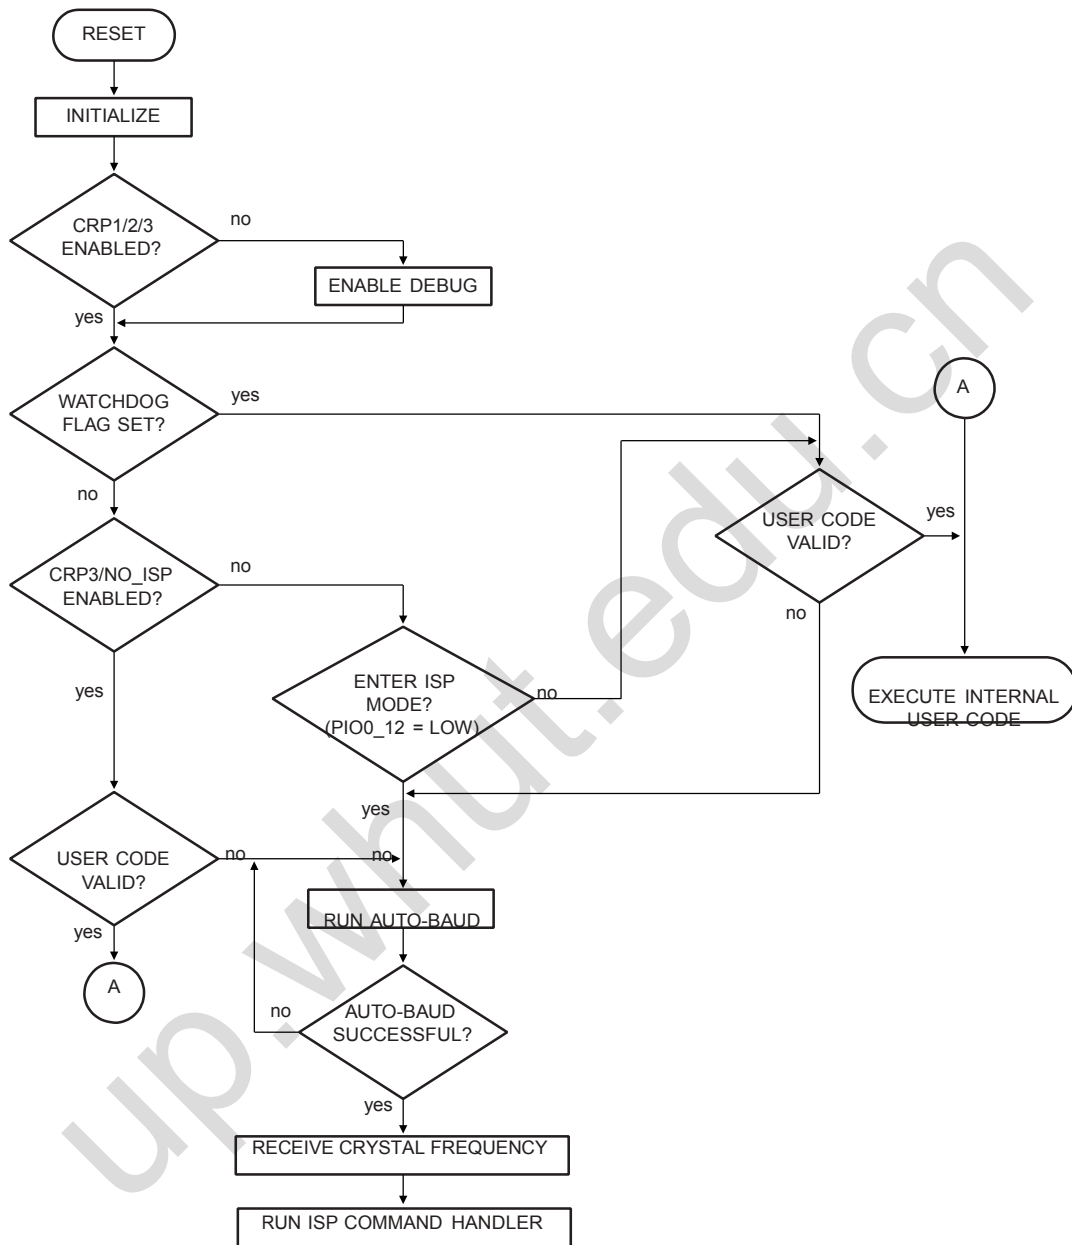 RESET
INITIALIZE
CRP1/2/3
ENABLED?
no
ENABLE DEBUG
yes
WATCHDOG
FLAG SET?
yes
A
no
USER CODE
VALID?
yes
CRP3/NO_ISP
ENABLED?
no
no
ENTER ISP
MODE?
(PIO0_12 = LOW)
no
yes
EXECUTE INTERNAL
USER CODE
yes
USER CODE
VALID?
no
no
RUN AUTO-BAUD
yes
A
no
AUTO-BAUD
SUCCESSFUL?
yes
RECEIVE CRYSTAL FREQUENCY
RUN ISP COMMAND HANDLER
up.whut.edu.cn